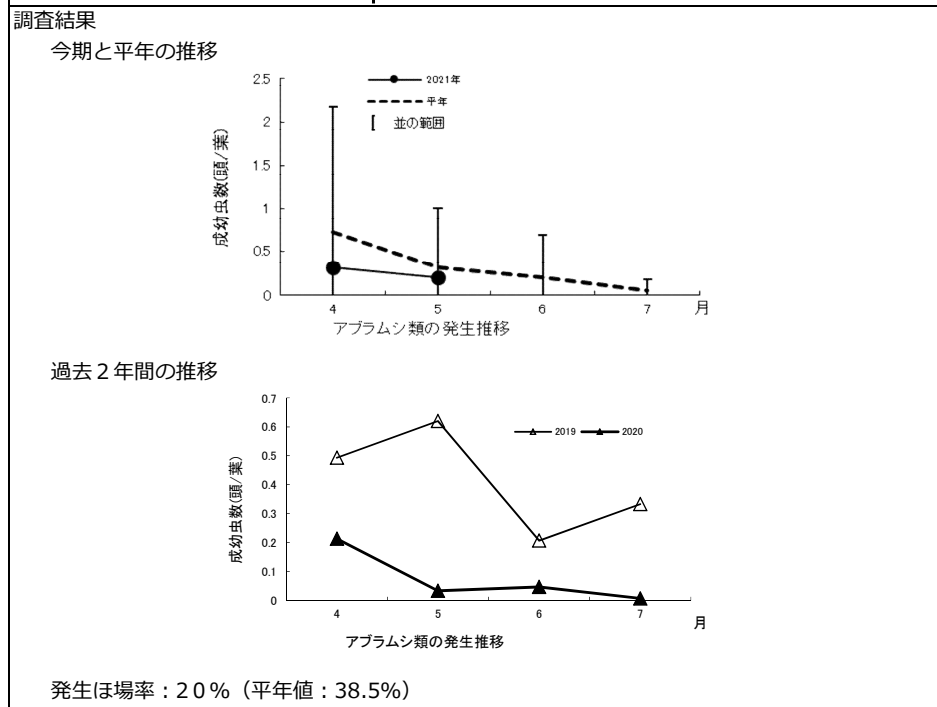 調査結果
今期と平年の推移
2.5
2
1.5
1
0.5
0
成幼虫数(頭/葉)
2021年
平年
並の範囲
4 5 6 7 月
アブラムシ類の発生推移
過去２年間の推移
0.7
0.6
0.5
0.4
0.3
0.2
0.1
0
成幼虫数(頭/葉)
2019 2020
4 5 6 7 月
アブラムシ類の発生推移
発生ほ場率：２０％（平年値：38.5％）